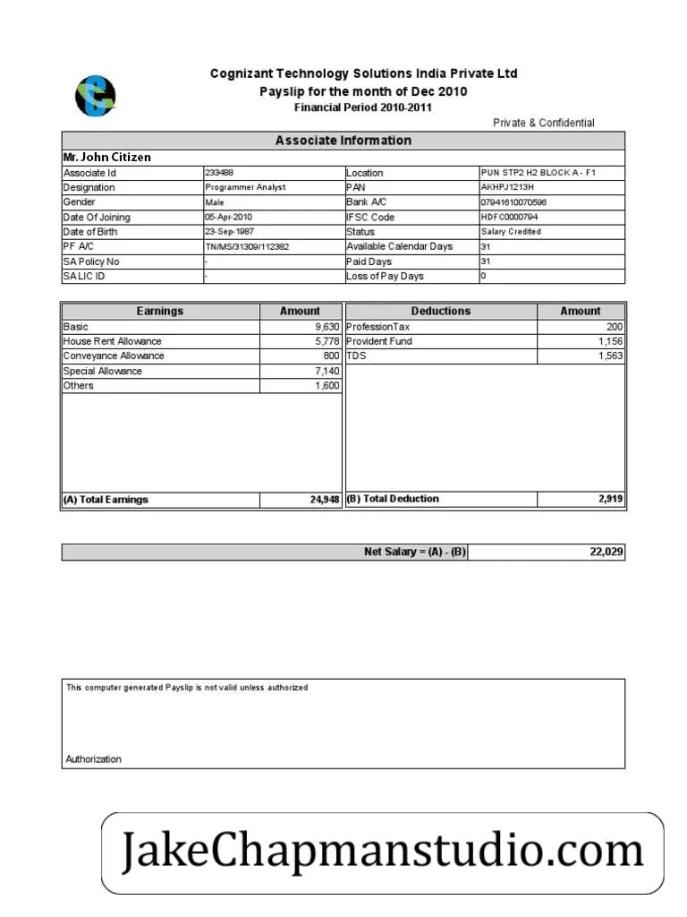 Cognizant Technology Solutions India Private Ltd
Payslip for the month of Dec 2010
Financial Period 2010-2011
Private & Confidential
Associate Information
Mr. John Citizen
Associate Id 233488 Location PUN STP2 H2 BLOCK A - F1
Designation Programmer Analyst PAN AKHPJ1213H
Gender Male Bank A/C 07941610070596
Date Of Joining 05-Apr-2010 IFSC Code HDFC0000794
Date of Birth 23-Sep-1987 Status Salary Credited
PF A/C TN/MS/31309/112382 Available Calendar Days 31
SA Policy No - Paid Days 31
SA LIC ID - Loss of Pay Days 0
Earnings Amount Deductions Amount
Basic 9,630 ProfessionTax 200
House Rent Allowance 5,778 Provident Fund 1,156
Conveyance Allowance 800 TDS 1,563
Special Allowance 7,140
Others 1,600
(A) Total Earnings 24,948 (B) Total Deduction 2,919
Net Salary = (A) - (B) 22,029
This computer generated Payslip is not valid unless authorized
Authorization
JakeChapmanstudio.com